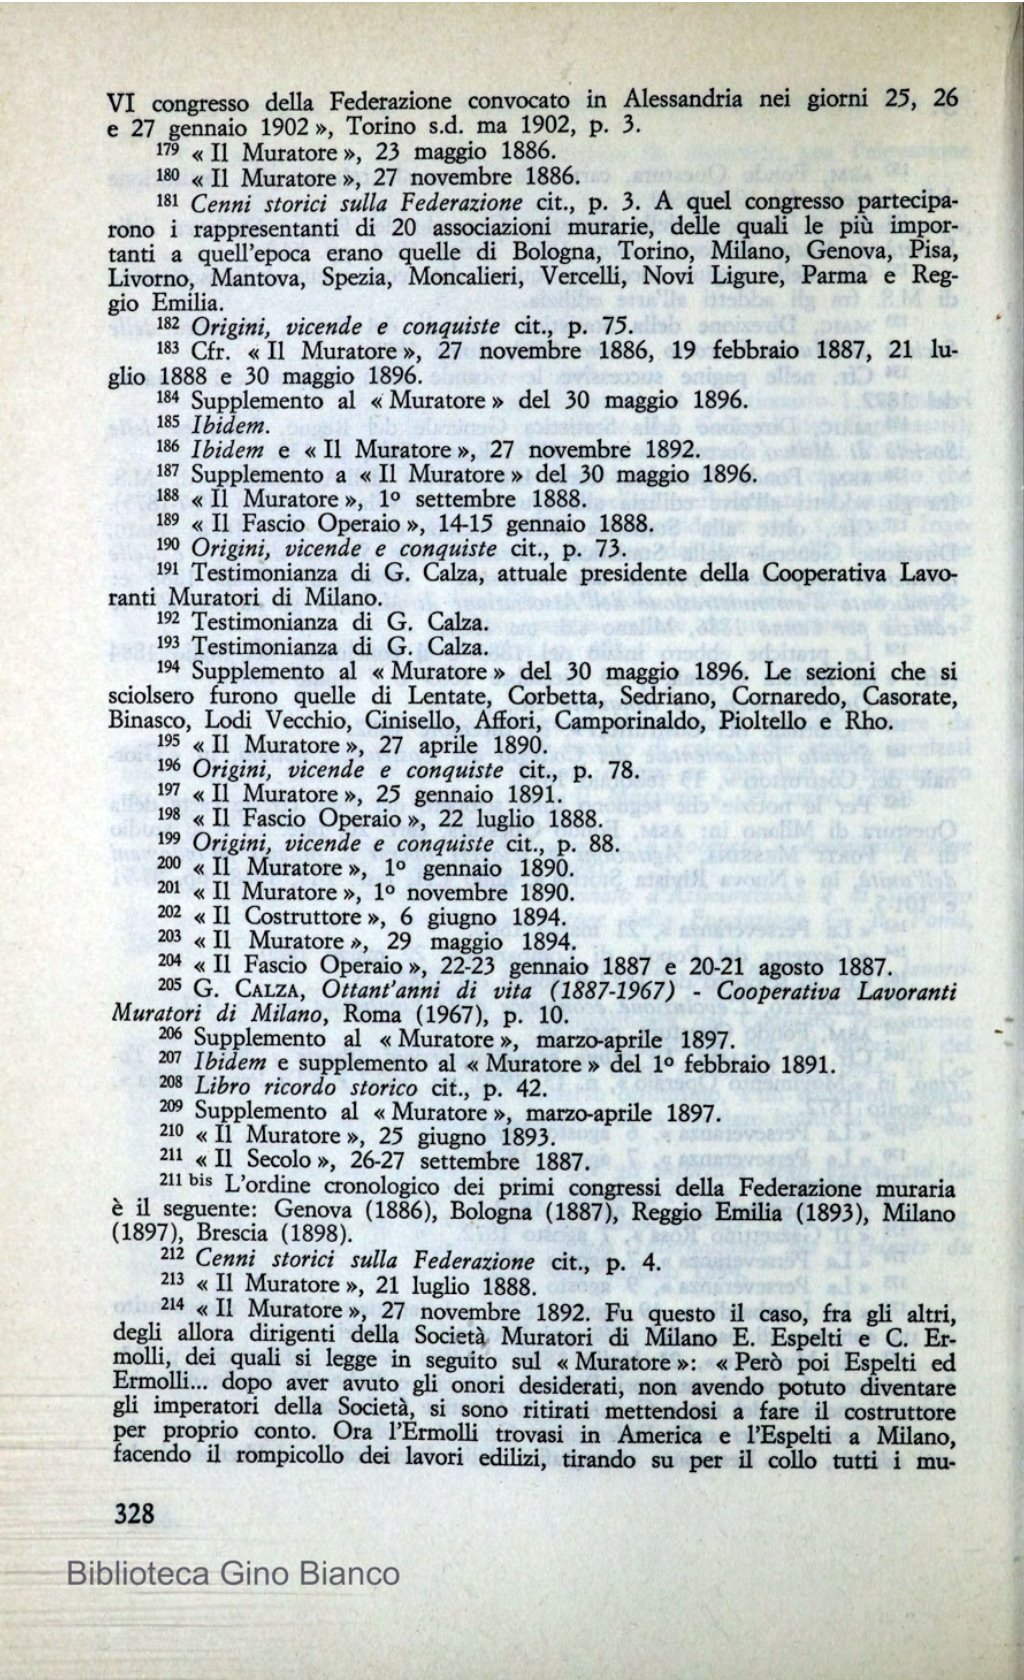 VI congresso della Federazione convocato in Alessandria nei giorni 25, 26
e 27 gennaio 1902 », Torino s.d. ma 1902, p. 3.
179 « Il Muratore », 23 maggio 1886.
180 « Il Muratore », 27 novembre 1886.
181 Cenni storici sulla Federazione cit., p. 3. A quel congresso partecipa-
rono i rappresentanti di 20 associazioni murarie, delle quali le più impor-
tanti a quell'epoca erano quelle di Bologna, Torino, Milano, Genova, Pisa,
Livorno, Mantova, Spezia, Moncalieri, Vercelli, Novi Ligure, Parma e Reg-
gio Emilia.
182 Origini, vicende e conquiste cit., p. 75.
183 Cfr. « Il Muratore », 27 novembre 1886, 19 febbraio 1887, 21 lu-
glio 1888 e 30 maggio 1896.
184 Supplemento al « Muratore » del 30 maggio 1896.
185 Ibidem.
186 Ibidem e « Il Muratore », 27 novembre 1892.
187 Supplemento a « Il Muratore » del 30 maggio 1896.
188 « Il Muratore », 1º settembre 1888.
189 « Il Fascio Operaio », 14-15 gennaio 1888.
190 Origini, vicende e conquiste cit., p. 73.
191 Testimonianza di G. Calza, attuale presidente della Cooperativa Lavo-
ranti Muratori di Milano.
192 Testimonianza di G. Calza.
193 Testimonianza di G. Calza.
194 Supplemento al « Muratore » del 30 maggio 1896. Le sezioni che si
sciolsero furono quelle di Lentate, Corbetta, Sedriano, Cornaredo, Casorate,
Binasco, Lodi Vecchio, Cinisello, Affori, Camporinaldo, Pioltello e Rho.
195 « Il Muratore », 27 aprile 1890.
196 Origini, vicende e conquiste cit., p. 78.
197 « Il Muratore », 25 gennaio 1891.
198 « Il Fascio Operaio », 22 luglio 1888.
199 Origini, vicende e conquiste cit., p. 88.
200 « Il Muratore », 1º gennaio 1890.
201 « Il Muratore », 1º novembre 1890.
202 « Il Costruttore », 6 giugno 1894.
203 « Il Muratore », 29 maggio 1894.
204 « Il Fascio Operaio », 22-23 gennaio 1887 e 20-21 agosto 1887.
205 G. CALZA, Ottant'anni di vita (1887-1967) - Cooperativa Lavoranti
Muratori di Milano, Roma (1967), p. 10.
206 Supplemento al « Muratore », marzo-aprile 1897.
207 Ibidem e supplemento al « Muratore » del 1º febbraio 1891.
208 Libro ricordo storico cit., p. 42.
209 Supplemento al « Muratore », marzo-aprile 1897.
210 « Il Muratore », 25 giugno 1893.
211 « Il Secolo », 26-27 settembre 1887.
211 bis L'ordine cronologico dei primi congressi della Federazione muraria
è il seguente: Genova (1886), Bologna (1887), Reggio Emilia (1893), Milano
(1897), Brescia (1898).
212 Cenni storici sulla Federazione cit., p. 4.
213 « Il Muratore », 21 luglio 1888.
214 « Il Muratore », 27 novembre 1892. Fu questo il caso, fra gli altri,
degli allora dirigenti della Società Muratori di Milano E. Espelti e C. Er-
molli, dei quali si legge in seguito sul « Muratore »: « Però poi Espelti ed
Ermolli... dopo aver avuto gli onori desiderati, non avendo potuto diventare
gli imperatori della Società, si sono ritirati mettendosi a fare il costruttore
per proprio conto. Ora l'Ermolli trovasi in America e l'Espelti a Milano,
facendo il rompicollo dei lavori edilizi, tirando su per il collo tutti i mu-
328
Biblioteca Gino Bianco